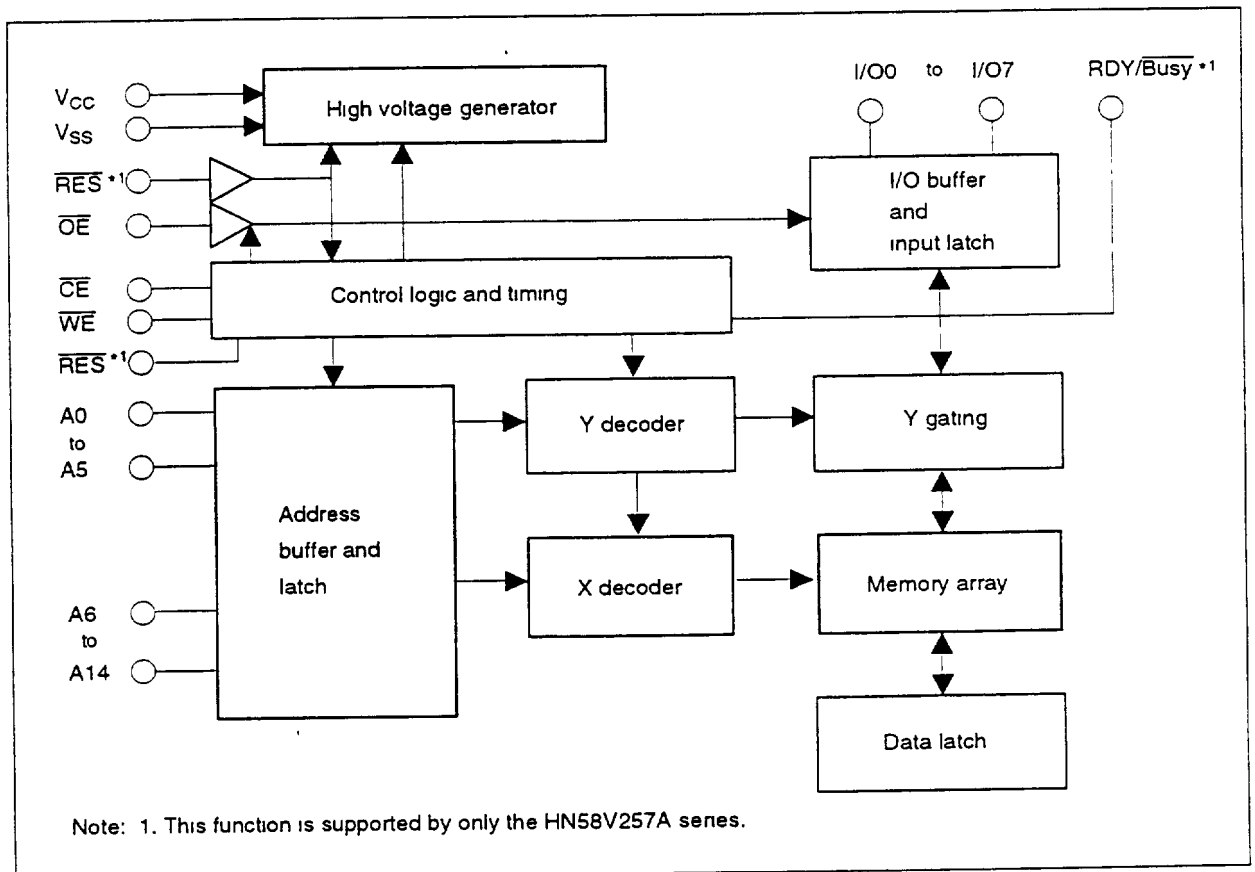 I/O0 to I/O7 RDY/Busy *1
VCC
VSS
High voltage generator
RES *1
OE
I/O buffer
and
input latch
CE
WE
Control logic and timing
RES *1
A0
to
A5
Y decoder
Y gating
Address
buffer and
latch
X decoder
Memory array
A6
to
A14
Data latch
Note: 1. This function is supported by only the HN58V257A series.